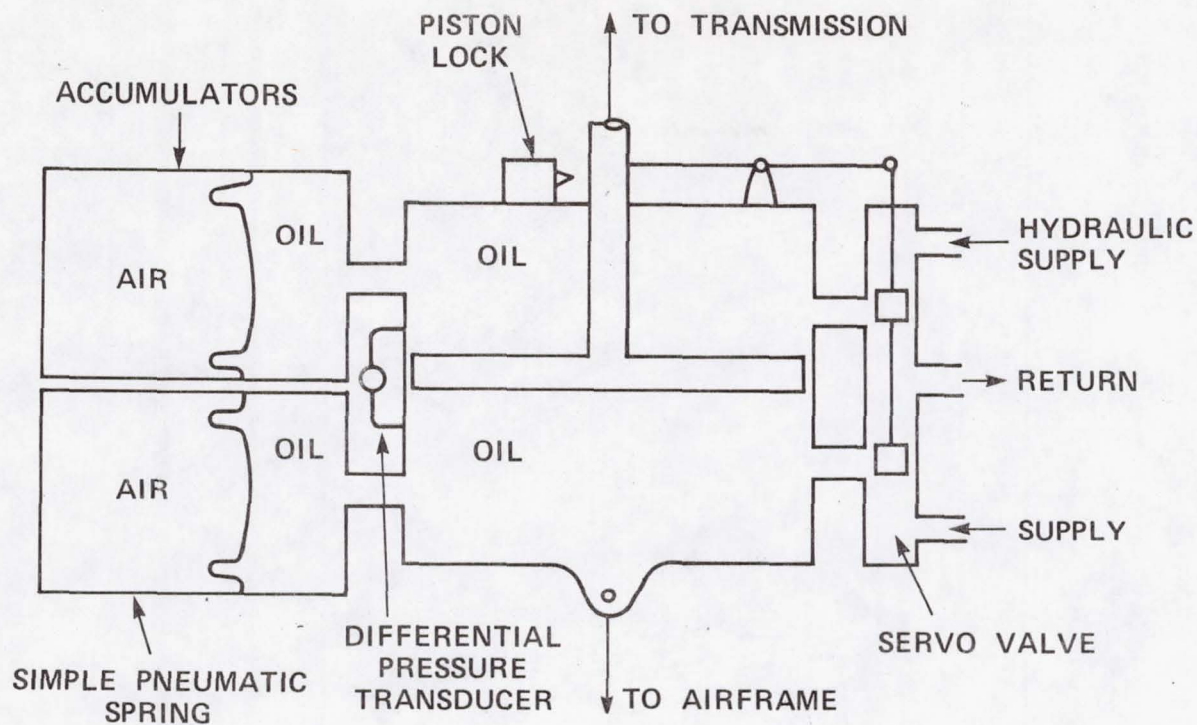 PISTON
LOCK
TO TRANSMISSION
ACCUMULATORS
OIL
AIR
OIL
HYDRAULIC
SUPPLY
RETURN
OIL
OIL
AIR
SUPPLY
SERVO VALVE
DIFFERENTIAL
PRESSURE
TRANSDUCER
SIMPLE PNEUMATIC
SPRING
TO AIRFRAME